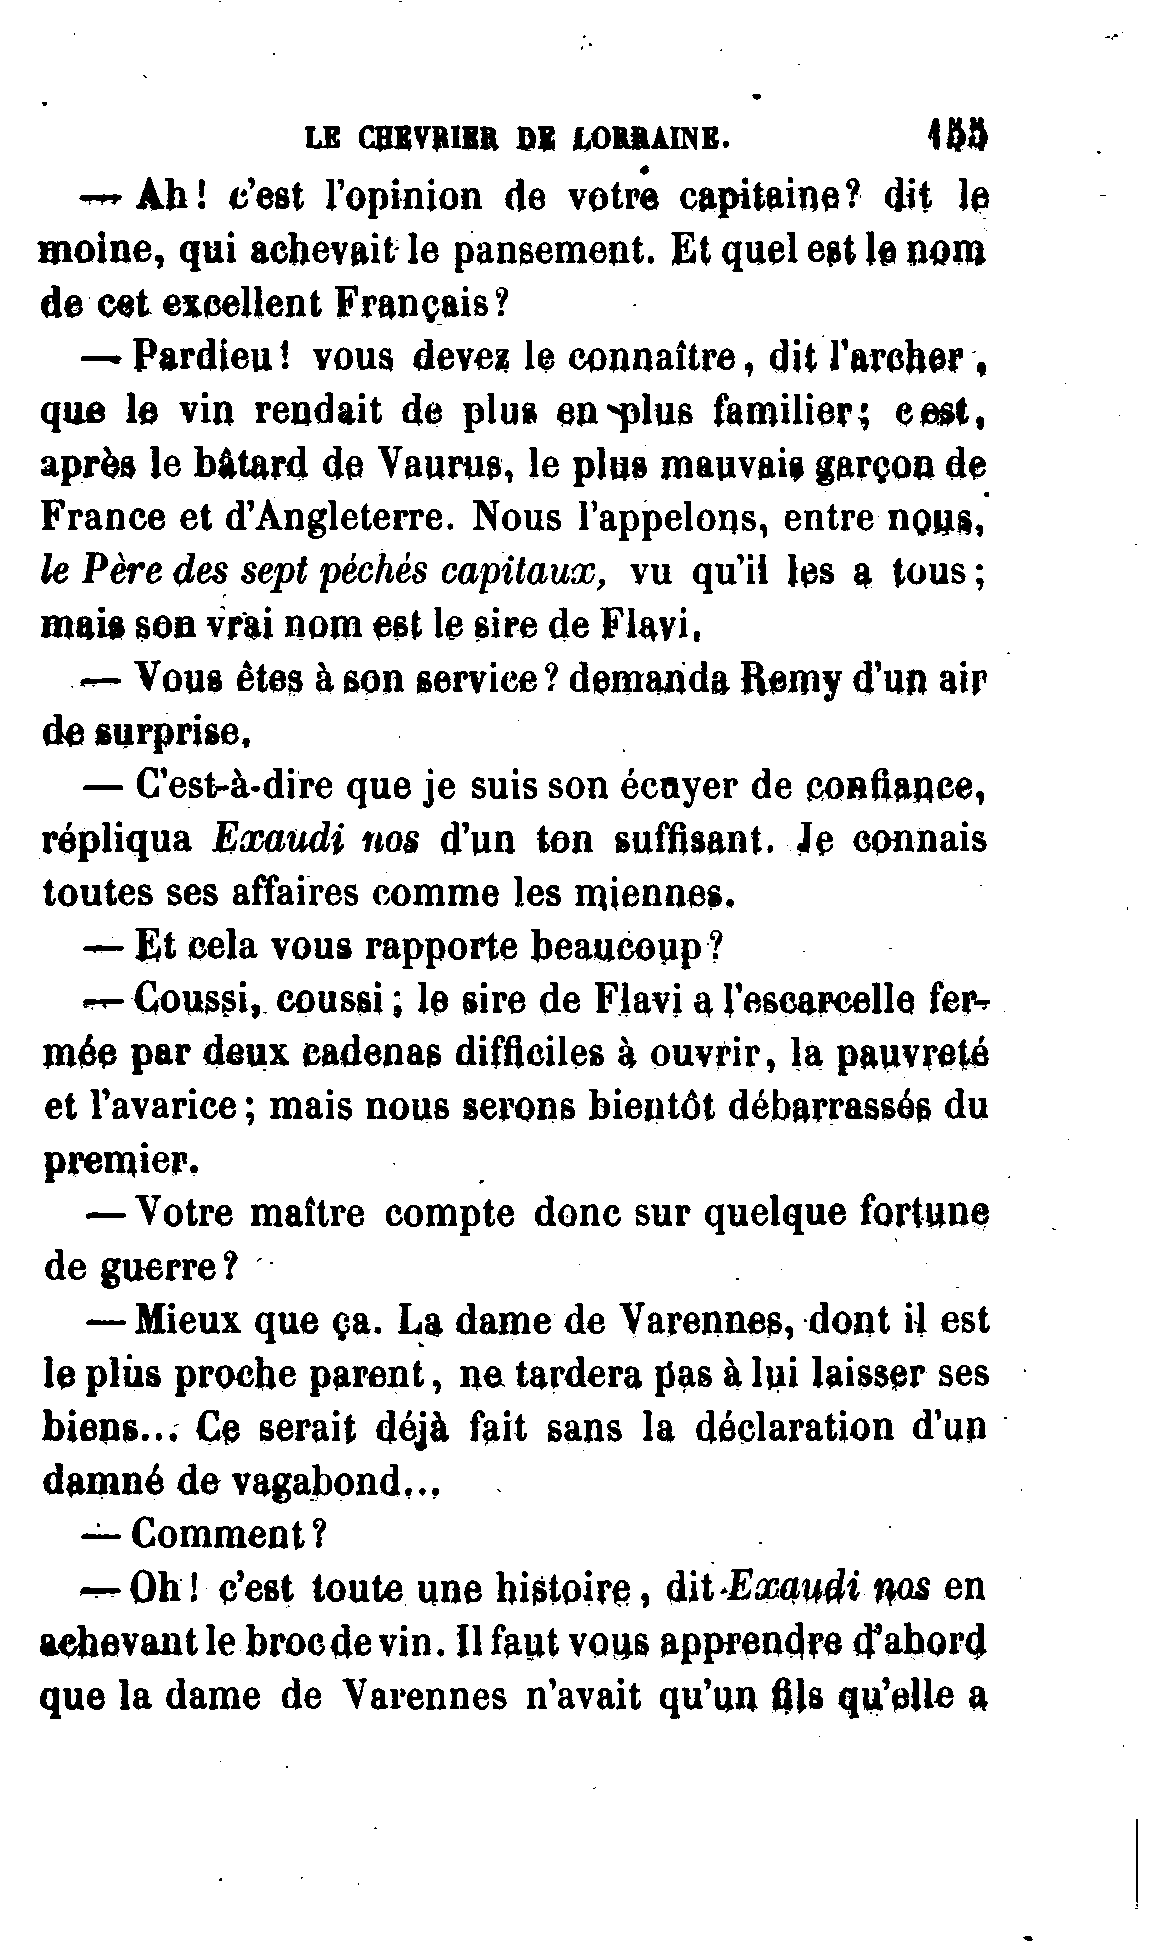 LE CHEVRIER DE LORRAINE. 155
— Ah! c'est l'opinion de votre capitaine? dit le
moine, qui achevait le pansement. Et quel est le nom
de cet excellent Français?
— Pardieu! vous devez le connaître, dit l'archer,
que le vin rendait de plus en plus familier; c'est,
après le bâtard de Vaurus, le plus mauvais garçon de
France et d'Angleterre. Nous l'appelons, entre nous,
le Père des sept péchés capitaux, vu qu'il les a tous;
mais son vrai nom est le sire de Flavi.
— Vous êtes à son service? demanda Remy d'un air
de surprise.
— C'est-à-dire que je suis son écuyer de confiance,
répliqua Exaudi nos d'un ton suffisant. Je connais
toutes ses affaires comme les miennes.
— Et cela vous rapporte beaucoup?
— Coussi, coussi; le sire de Flavi a l'escarcelle fer-
mée par deux cadenas difficiles à ouvrir, la pauvreté
et l'avarice; mais nous serons bientôt débarrassés du
premier.
— Votre maître compte donc sur quelque fortune
de guerre?
— Mieux que ça. La dame de Varennes, dont il est
le plus proche parent, ne tardera pas à lui laisser ses
biens... Ce serait déjà fait sans la déclaration d'un
damné de vagabond...
— Comment?
— Oh! c'est toute une histoire, dit Exaudi nos en
achevant le broc de vin. Il faut vous apprendre d'abord
que la dame de Varennes n'avait qu'un fils qu'elle a